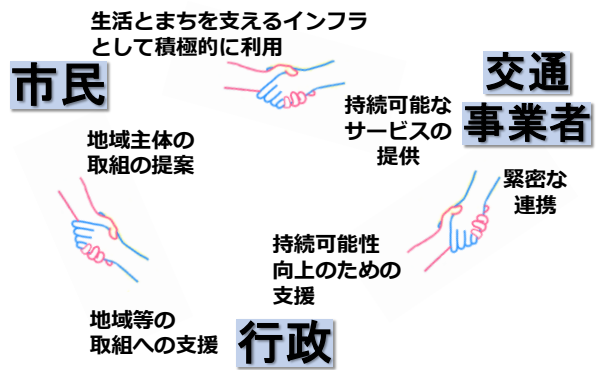 生活とまちを支えるインフラ
として積極的に利用
市民
交通
事業者
持続可能な
サービスの
提供
地域主体の
取組の提案
緊密な
連携
持続可能性
向上のための
支援
地域等の
取組への支援
行政